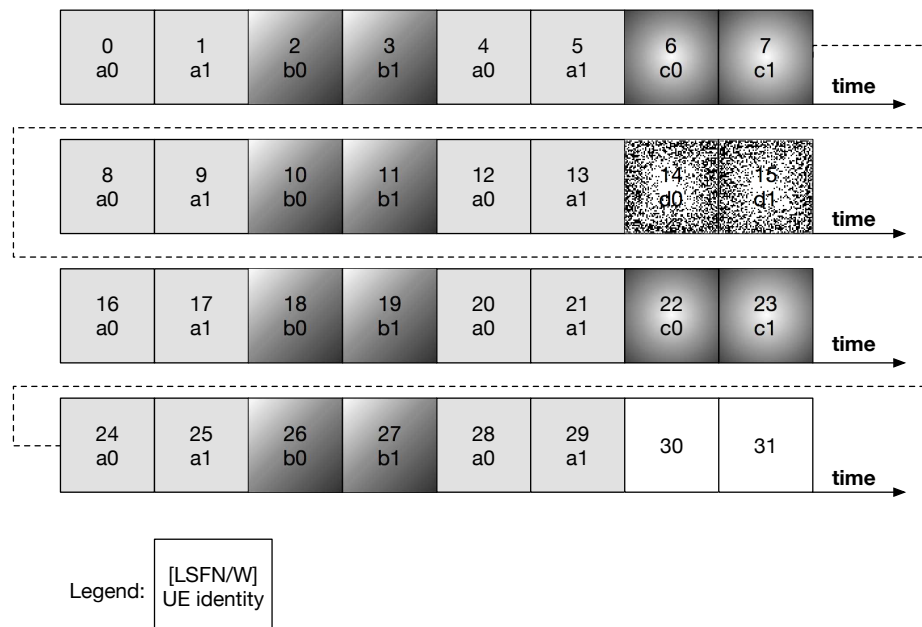 0 1 2 3 4 5 6 7
a0 a1 b0 b1 a0 a1 c0 c1
time
8 9 10 11 12 13 14 15
a0 a1 b0 b1 a0 a1 d0 d1
time
16 17 18 19 20 21 22 23
a0 a1 b0 b1 a0 a1 c0 c1
time
24 25 26 27 28 29 30 31
a0 a1 b0 b1 a0 a1
time
Legend: [LSFN/W]
UE identity